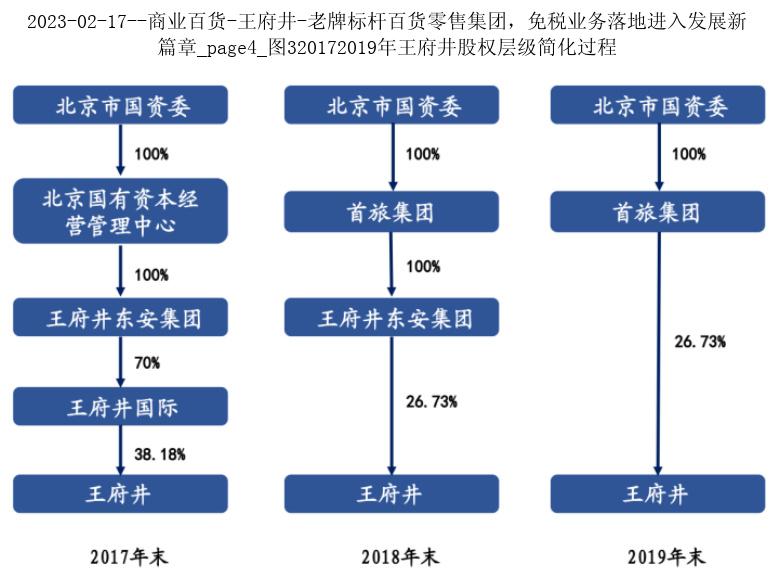 2023-02-17--商业百货-王府井-老牌标杆百货零售集团，免税业务落地进入发展新
篇章_page4_图320172019年王府井股权层级简化过程
北京市国资委
100%
北京国有资本经
营管理中心
100%
王府井东安集团
70%
王府井国际
38.18%
王府井
2017年末
北京市国资委
100%
首旅集团
100%
王府井东安集团
26.73%
王府井
2018年末
北京市国资委
100%
首旅集团
26.73%
王府井
2019年末